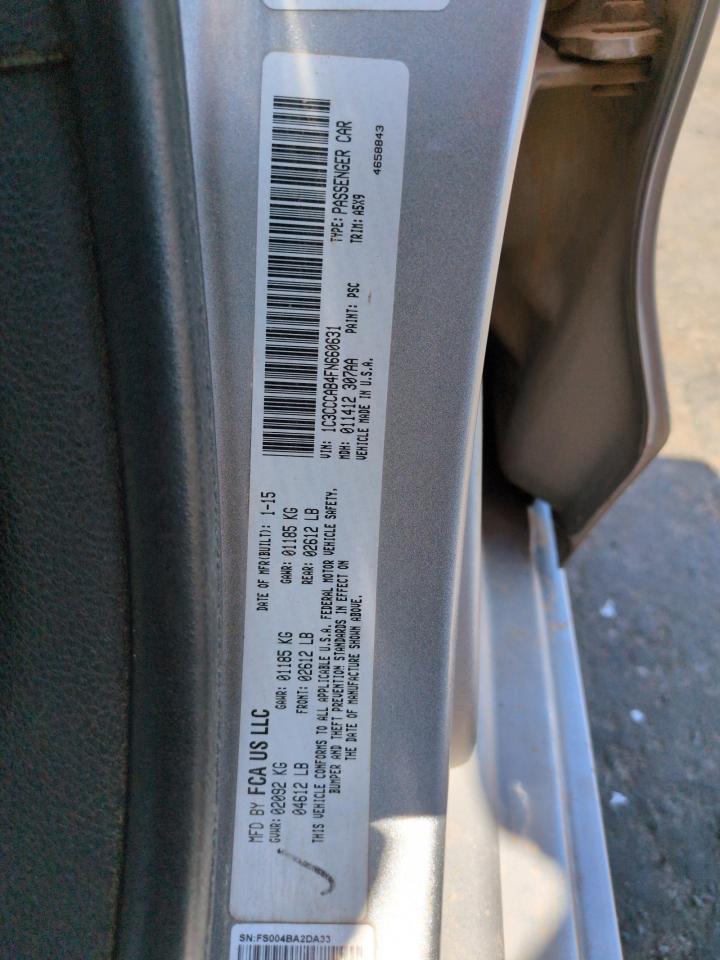 MFD BY FCA US LLC
DATE OF MFR(BUILT): 1-15
GVWR: 02092 KG
GAWR: 01185 KG
GAWR: 01185 KG
04612 LB
FRONT: 02612 LB
REAR: 02612 LB
THIS VEHICLE CONFORMS TO ALL APPLICABLE U.S.A. FEDERAL MOTOR VEHICLE SAFETY,
BUMPER AND THEFT PREVENTION STANDARDS IN EFFECT ON
THE DATE OF MANUFACTURE SHOWN ABOVE.
VIN: 1C3CCCAB4FN660631
TYPE: PASSENGER CAR
MDH: 011412 307AA
PAINT: PSC
TRIM: A5X9
VEHICLE MADE IN U.S.A.
4658843
SN:FS004BA2DA33